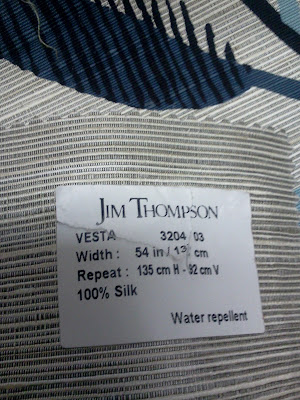 JIM THOMPSON
VESTA 3204 03
Width : 54 in / cm
Repeat : 135 cm H - 92 cm V
100% Silk
Water repellent